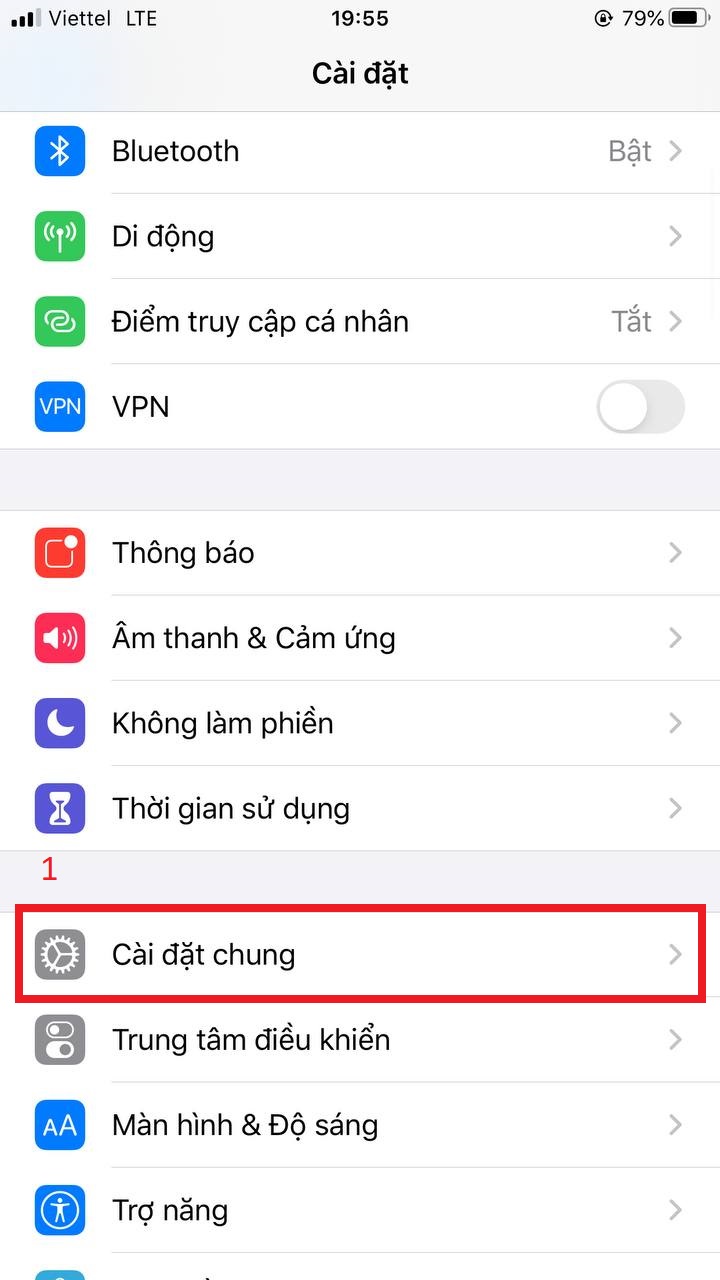 Viettel LTE 19:55 79%
Cài đặt
Bluetooth Bật
Di động
Điểm truy cập cá nhân Tắt
VPN VPN
Thông báo
Âm thanh & Cảm ứng
Không làm phiền
Thời gian sử dụng
1
Cài đặt chung
Trung tâm điều khiển
AA Màn hình & Độ sáng
Trợ năng